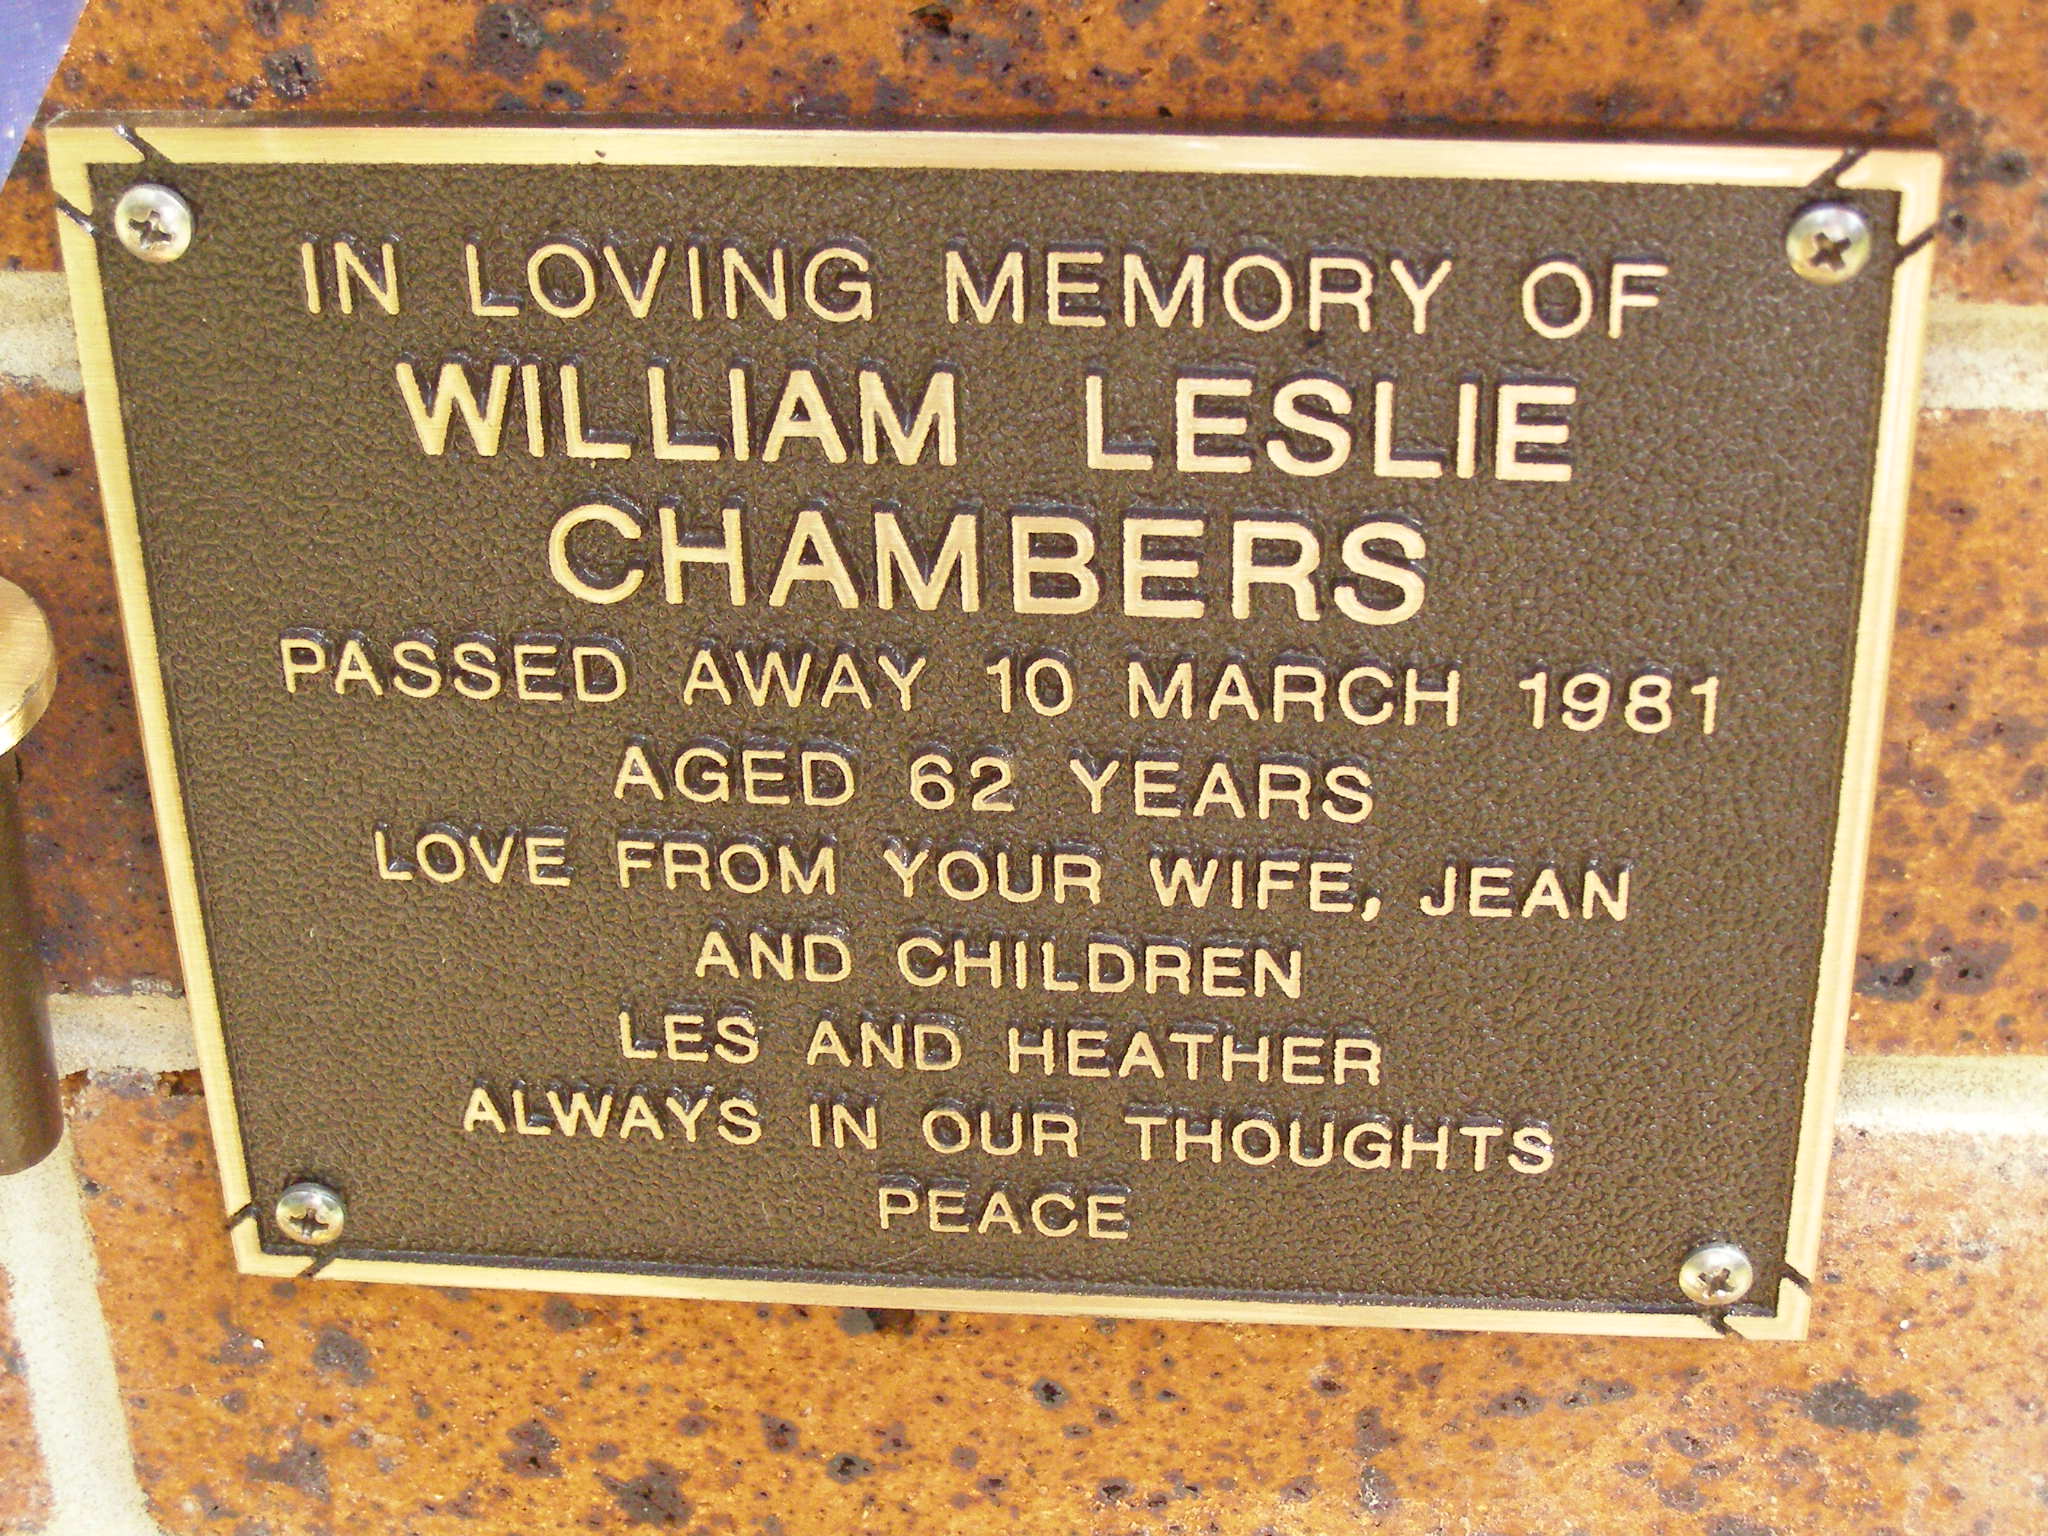 IN LOVING MEMORY OF
WILLIAM LESLIE
CHAMBERS
PASSED AWAY 10 MARCH 1981
AGED 62 YEARS
LOVE FROM YOUR WIFE, JEAN
AND CHILDREN
LES AND HEATHER
ALWAYS IN OUR THOUGHTS
PEACE